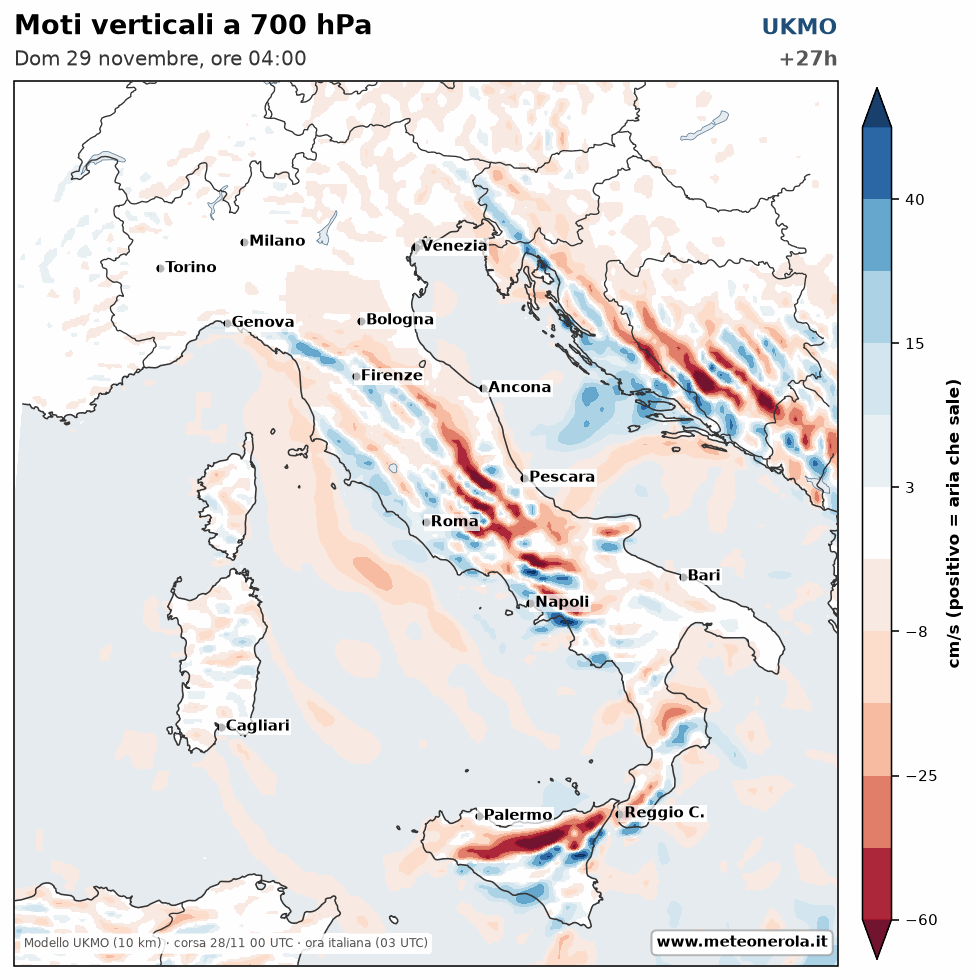 Moti verticali a 700 hPa
UKMO
Dom 29 novembre, ore 04:00
+27h
Milano
Venezia
Torino
Genova
Bologna
Firenze
Ancona
Pescara
Roma
Bari
Napoli
Cagliari
Palermo
Reggio C.
40
15
3
−8
−25
−60
cm/s (positivo = aria che sale)
Modello UKMO (10 km) · corsa 28/11 00 UTC · ora italiana (03 UTC)
www.meteonerola.it